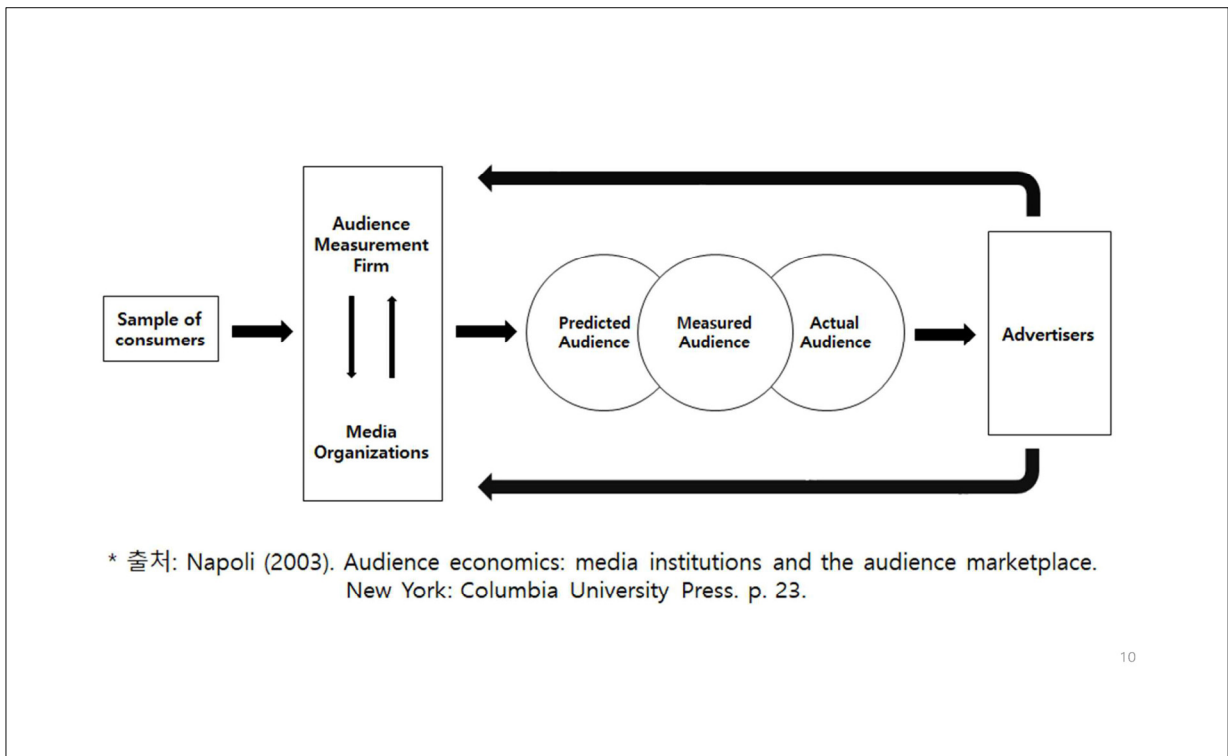 Audience
Measurement
Firm
Sample of
consumers
Media
Organizations
Predicted
Audience
Measured
Audience
Actual
Audience
Advertisers
* 출처: Napoli (2003). Audience economics: media institutions and the audience marketplace.
New York: Columbia University Press. p. 23.
10